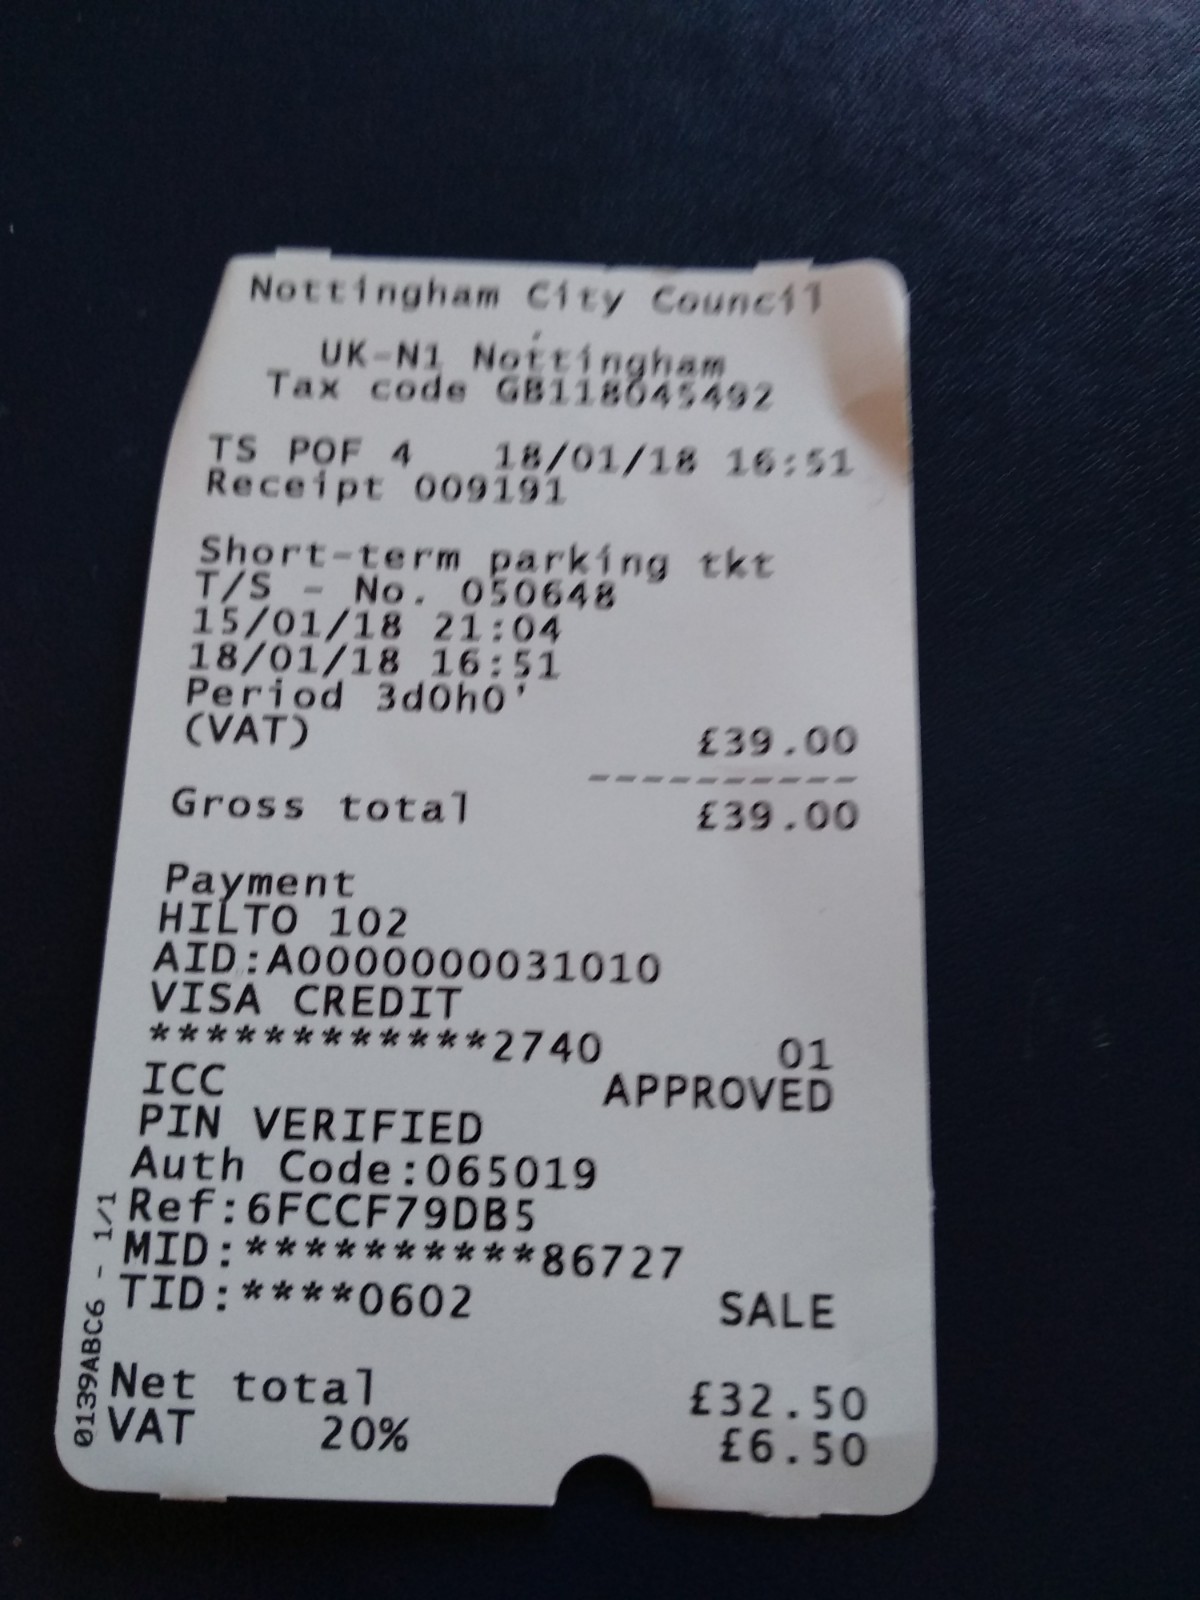 Nottingham City Council
UK-N1 Nottingham
Tax code GB118045492
TS POF 4 18/01/18 16:51
Receipt 009191
Short-term parking tkt
T/S - No. 050648
15/01/18 21:04
18/01/18 16:51
Period 3d0h0'
(VAT) £39.00
----------
Gross total £39.00
Payment
HILTO 102
AID:A0000000031010
VISA CREDIT
************2740 01
ICC APPROVED
PIN VERIFIED
Auth Code:065019
Ref:6FCCF79DB5
MID:**********86727
TID:****0602 SALE
Net total £32.50
VAT 20% £6.50
0139ABC6 - 1/1